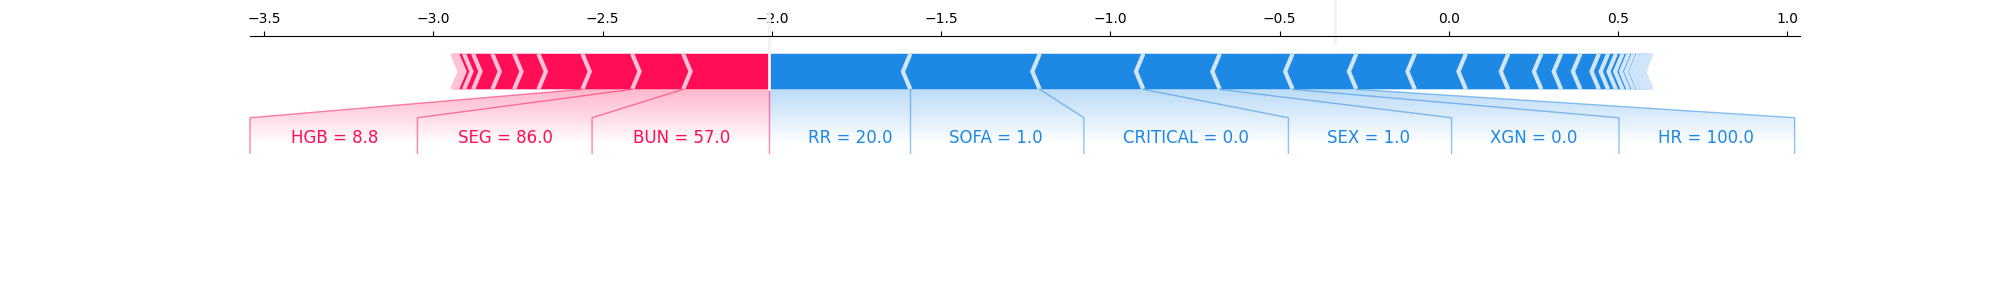 −3.5 −3.0 −2.5 −2.0 −1.5 −1.0 −0.5 0.0 0.5 1.0
HGB = 8.8 SEG = 86.0 BUN = 57.0 RR = 20.0 SOFA = 1.0 CRITICAL = 0.0 SEX = 1.0 XGN = 0.0 HR = 100.0